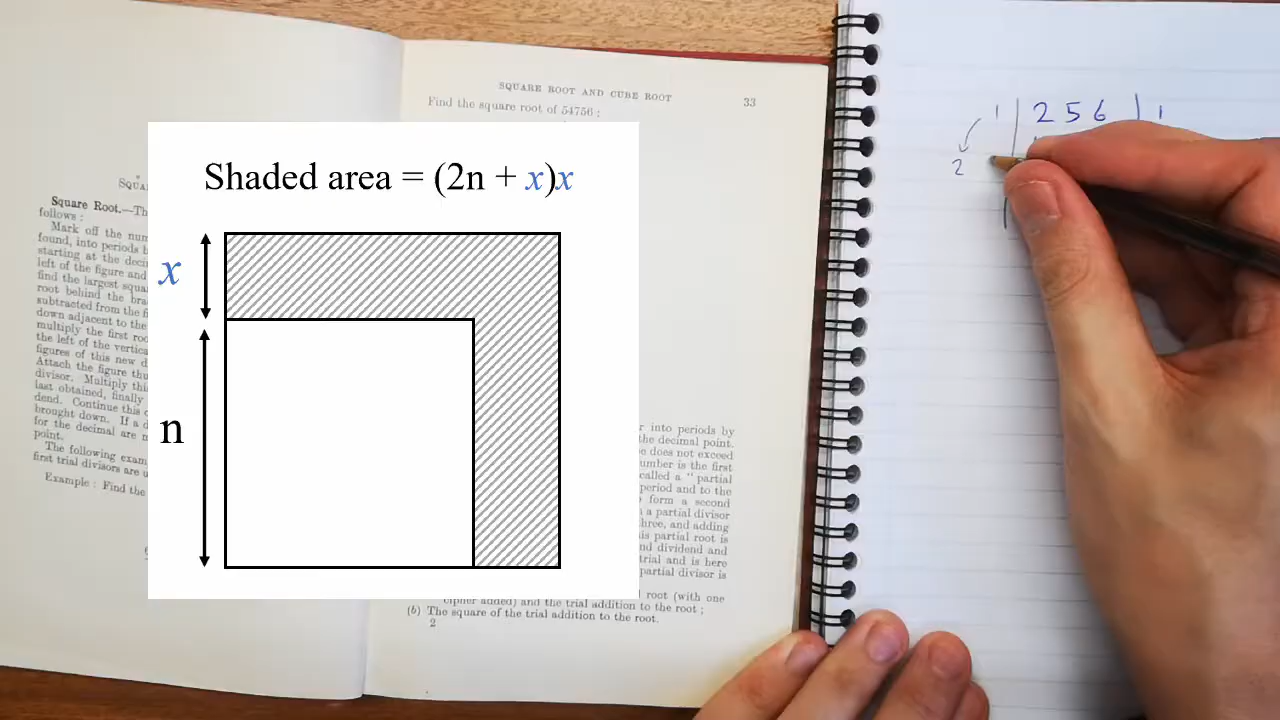 SQUARE ROOT AND CUBE ROOT 33
Find the square root of 54756 :
Square Root.—Th
follows :
Mark off the num
found, into periods b
starting at the deci
left of the figure and
find the largest squa
root behind the bra
subtracted from the fi
down adjacent to the
multiply the first roo
the left of the vertica
figures of this new d
Attach the figure thu
divisor. Multiply thi
last obtained, finally
dend. Continue this c
brought down. If a d
for the decimal are n
point.
The following exam
first trial divisors are u
Example : Find the
Shaded area = (2n + x)x
x
n
r into periods by
the decimal point.
e does not exceed
umber is the first
called a " partial
period and to the
form a second
a partial divisor
hree, and adding
is partial root is
nd dividend and
trial and is here
partial divisor is
root (with one
cipher added) and the trial addition to the root ;
(b) The square of the trial addition to the root.
2
1 256 1
2